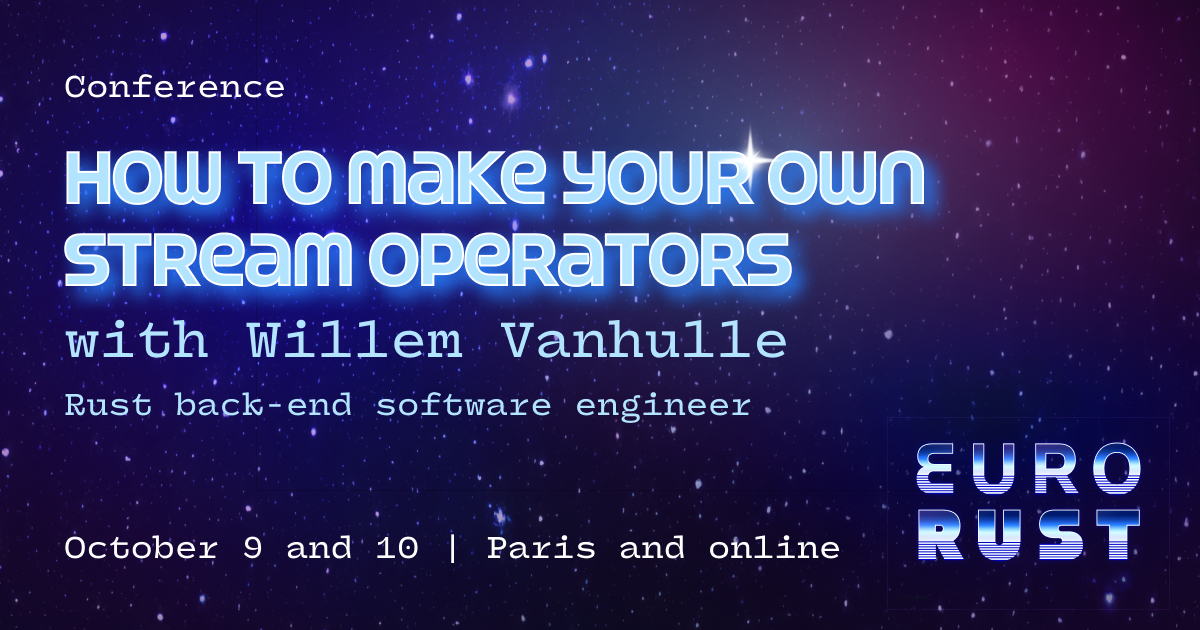 Conference
HOW TO MAKE YOUR OWN
STREAM OPERATORS
with Willem Vanhulle
Rust back-end software engineer
October 9 and 10 | Paris and online
EURO
RUST